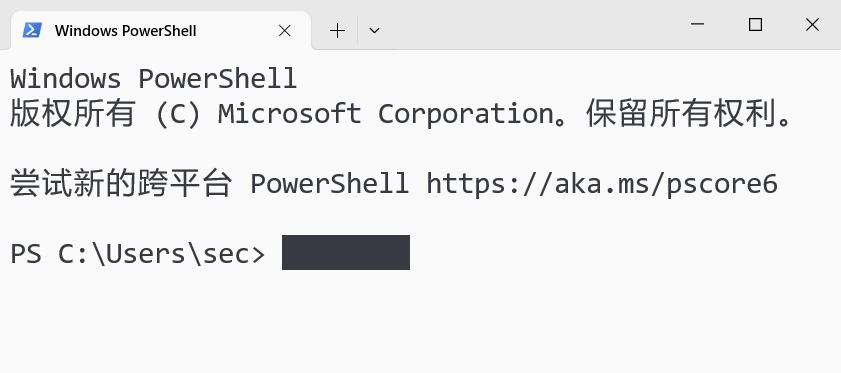 Windows PowerShell
Windows PowerShell
版权所有 (C) Microsoft Corporation。保留所有权利。
尝试新的跨平台 PowerShell https://aka.ms/pscore6
PS C:\Users\sec>